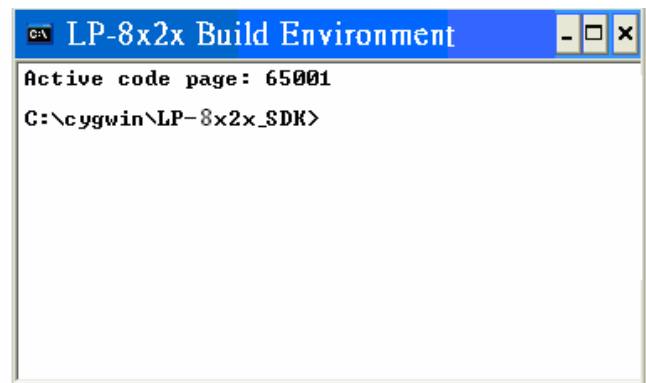 LP-8x2x Build Environment
Active code page: 65001
C:\cygwin\LP-8x2x_SDK>